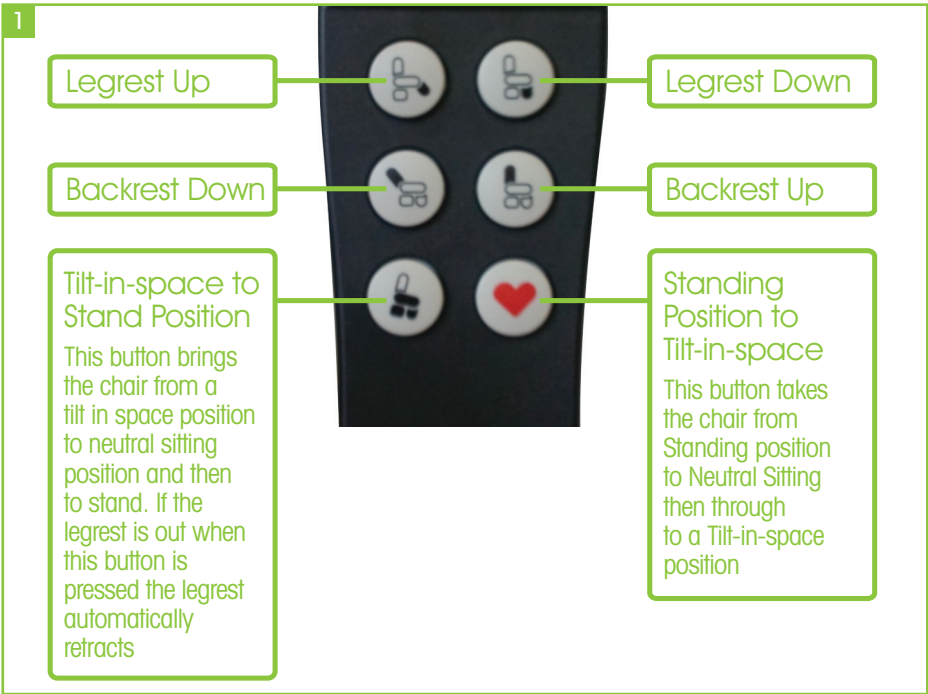 1
Legrest Up
Legrest Down
Backrest Down
Backrest Up
Tilt-in-space to
Stand Position
This button brings
the chair from a
tilt in space position
to neutral sitting
position and then
to stand. If the
legrest is out when
this button is
pressed the legrest
automatically
retracts
Standing
Position to
Tilt-in-space
This button takes
the chair from
Standing position
to Neutral Sitting
then through
to a Tilt-in-space
position